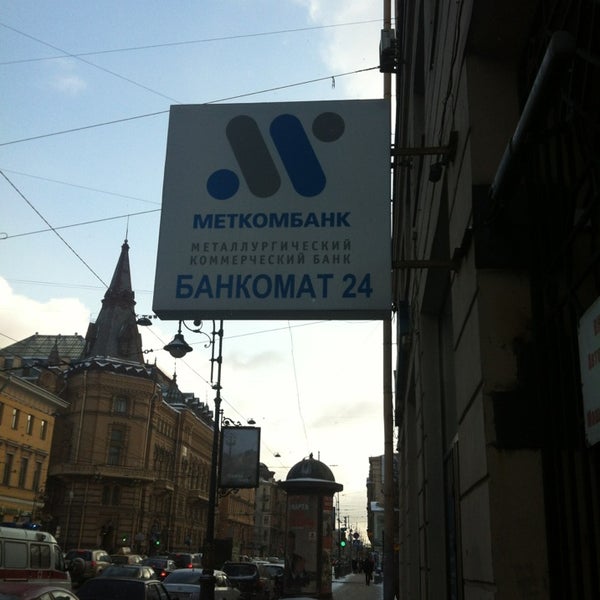 МЕТКОМБАНК
МЕТАЛЛУРГИЧЕСКИЙ
КОММЕРЧЕСКИЙ БАНК
БАНКОМАТ 24